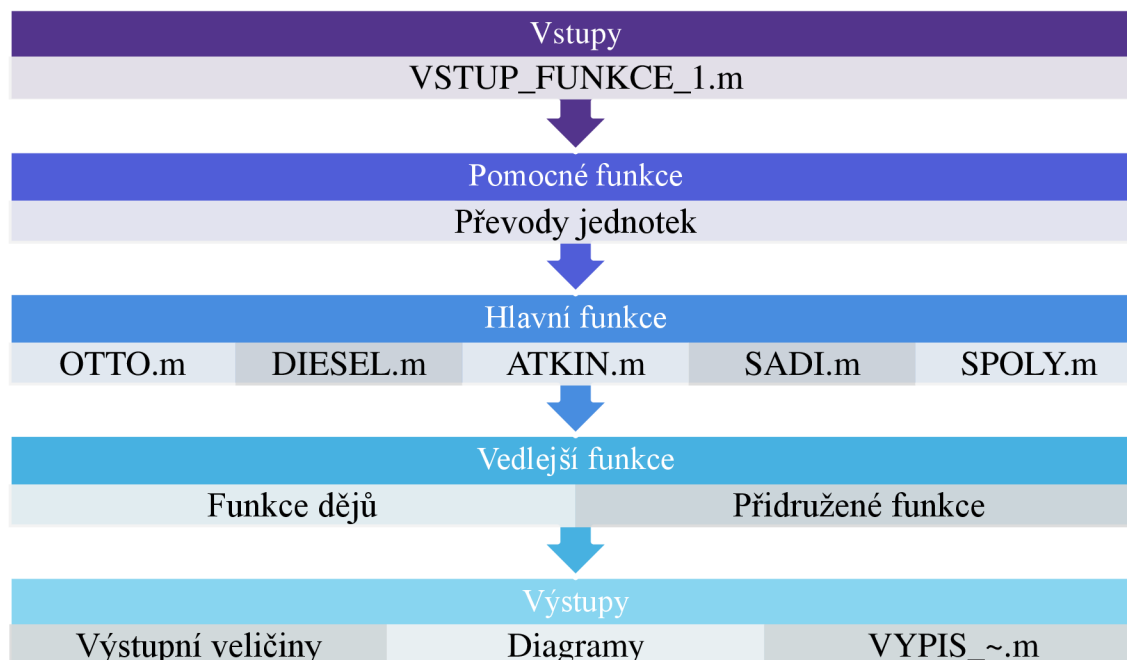 Vstupy
VSTUP_FUNKCE_1.m
Pomocné funkce
Převody jednotek
Hlavní funkce
OTTO.m DIESEL.m ATKIN.m SADI.m SPOLY.m
Vedlejší funkce
Funkce dějů Přidružené funkce
Výstupy
Výstupní veličiny Diagramy VYPIS_~.m